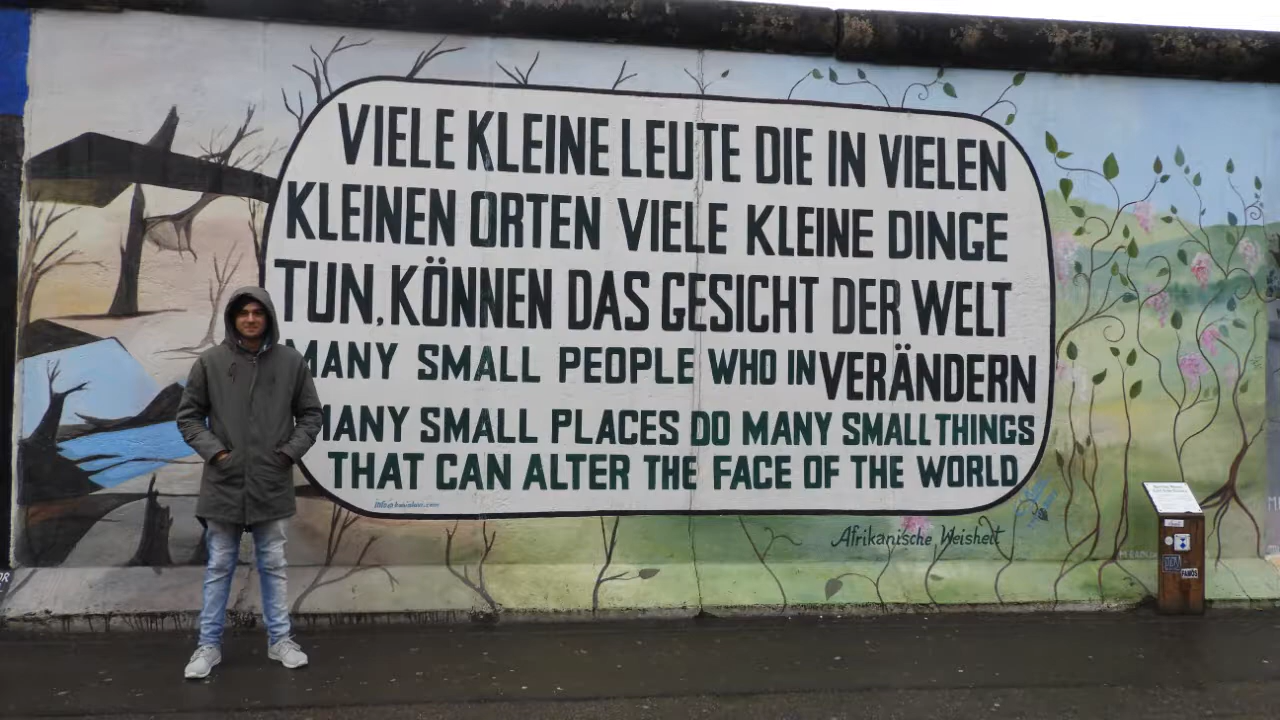 VIELE KLEINE LEUTE DIE IN VIELEN
KLEINEN ORTEN VIELE KLEINE DINGE
TUN, KÖNNEN DAS GESICHT DER WELT
VERÄNDERN
MANY SMALL PEOPLE WHO IN
MANY SMALL PLACES DO MANY SMALL THINGS
THAT CAN ALTER THE FACE OF THE WORLD
Afrikanische Weisheit